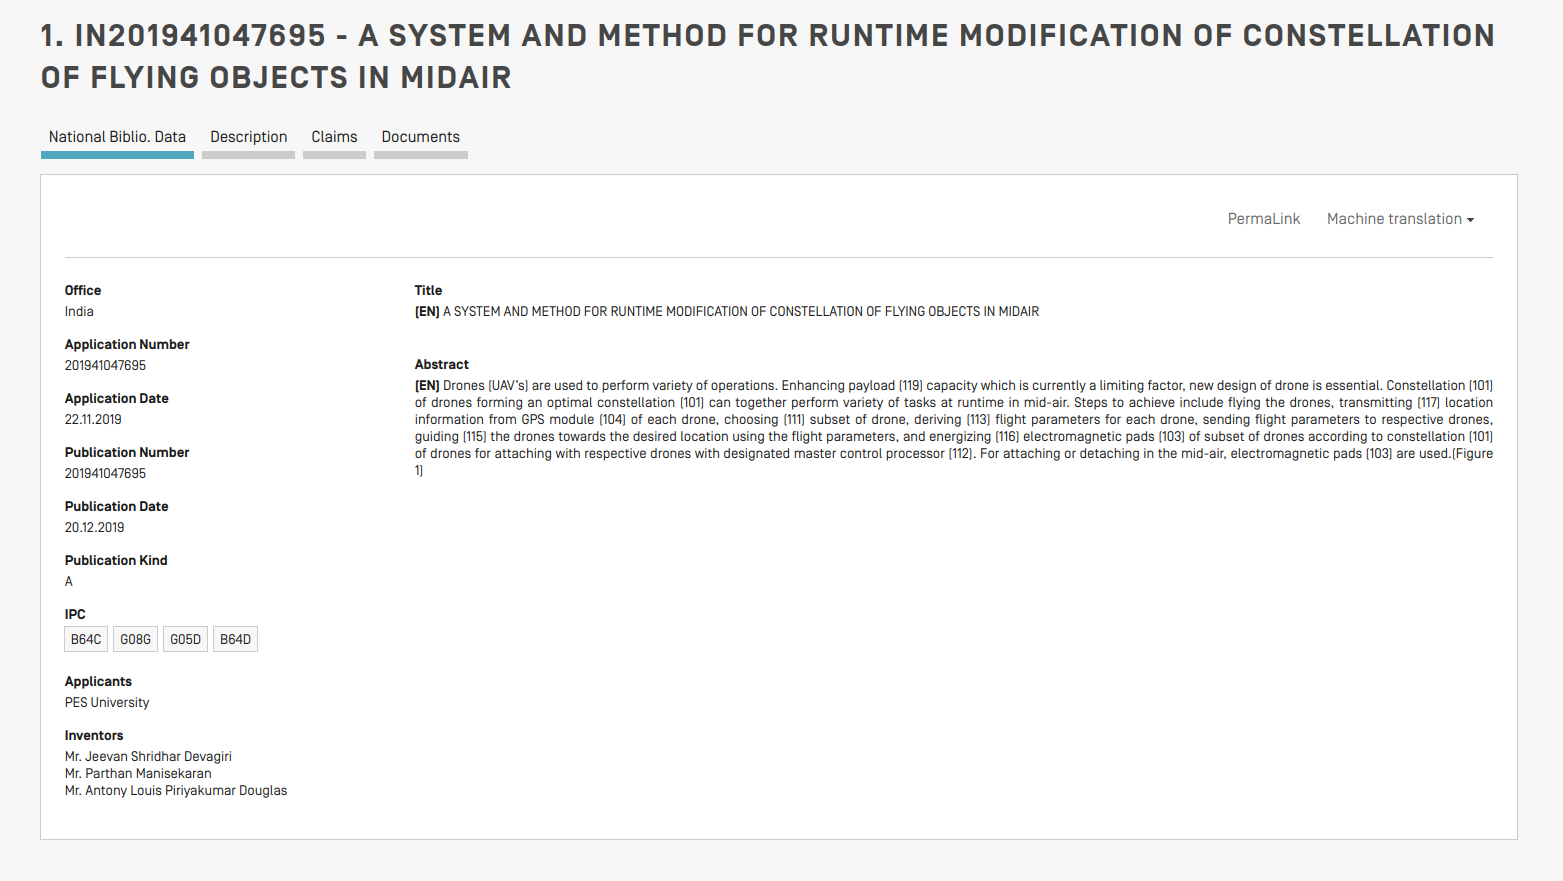 1. IN201941047695 - A SYSTEM AND METHOD FOR RUNTIME MODIFICATION OF CONSTELLATION
OF FLYING OBJECTS IN MIDAIR
National Biblio. Data Description Claims Documents
PermaLink Machine translation
Office
India
Application Number
201941047695
Application Date
22.11.2019
Publication Number
201941047695
Publication Date
20.12.2019
Publication Kind
A
IPC
B64C G08G G05D B64D
Applicants
PES University
Inventors
Mr. Jeevan Shridhar Devagiri
Mr. Parthan Manisekaran
Mr. Antony Louis Piriyakumar Douglas
Title
[EN] A SYSTEM AND METHOD FOR RUNTIME MODIFICATION OF CONSTELLATION OF FLYING OBJECTS IN MIDAIR
Abstract
[EN] Drones (UAV's) are used to perform variety of operations. Enhancing payload (119) capacity which is currently a limiting factor, new design of drone is essential. Constellation (101)
of drones forming an optimal constellation (101) can together perform variety of tasks at runtime in mid-air. Steps to achieve include flying the drones, transmitting (117) location
information from GPS module (104) of each drone, choosing (111) subset of drone, deriving (113) flight parameters for each drone, sending flight parameters to respective drones,
guiding (115) the drones towards the desired location using the flight parameters, and energizing (116) electromagnetic pads (103) of subset of drones according to constellation (101)
of drones for attaching with respective drones with designated master control processor (112). For attaching or detaching in the mid-air, electromagnetic pads (103) are used.(Figure
1)